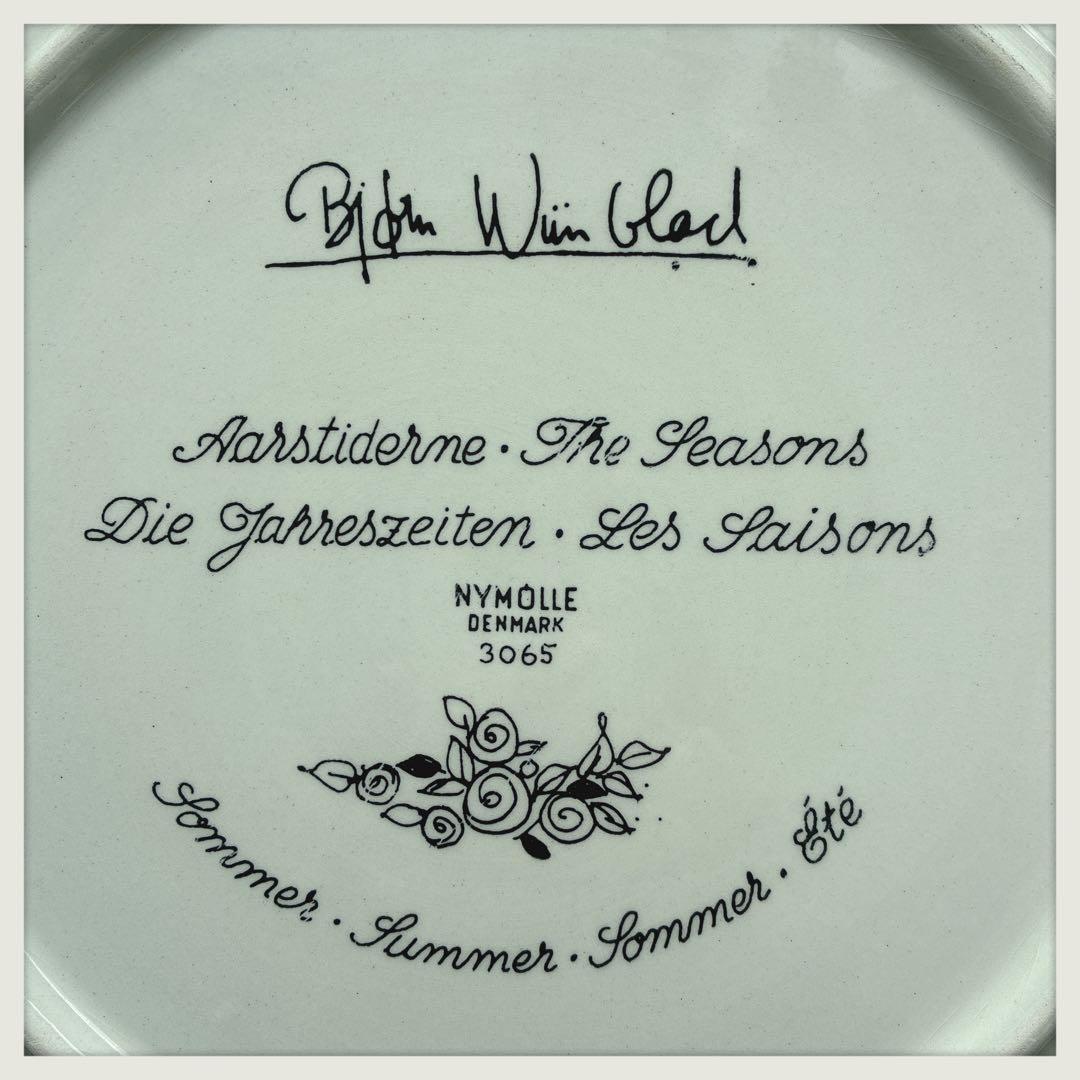 Bjørn Wiinblad
Aarstiderne · The Seasons
Die Jahreszeiten · Les Saisons
NYMÖLLE
DENMARK
3065
Sommer · Summer · Sommer · Été